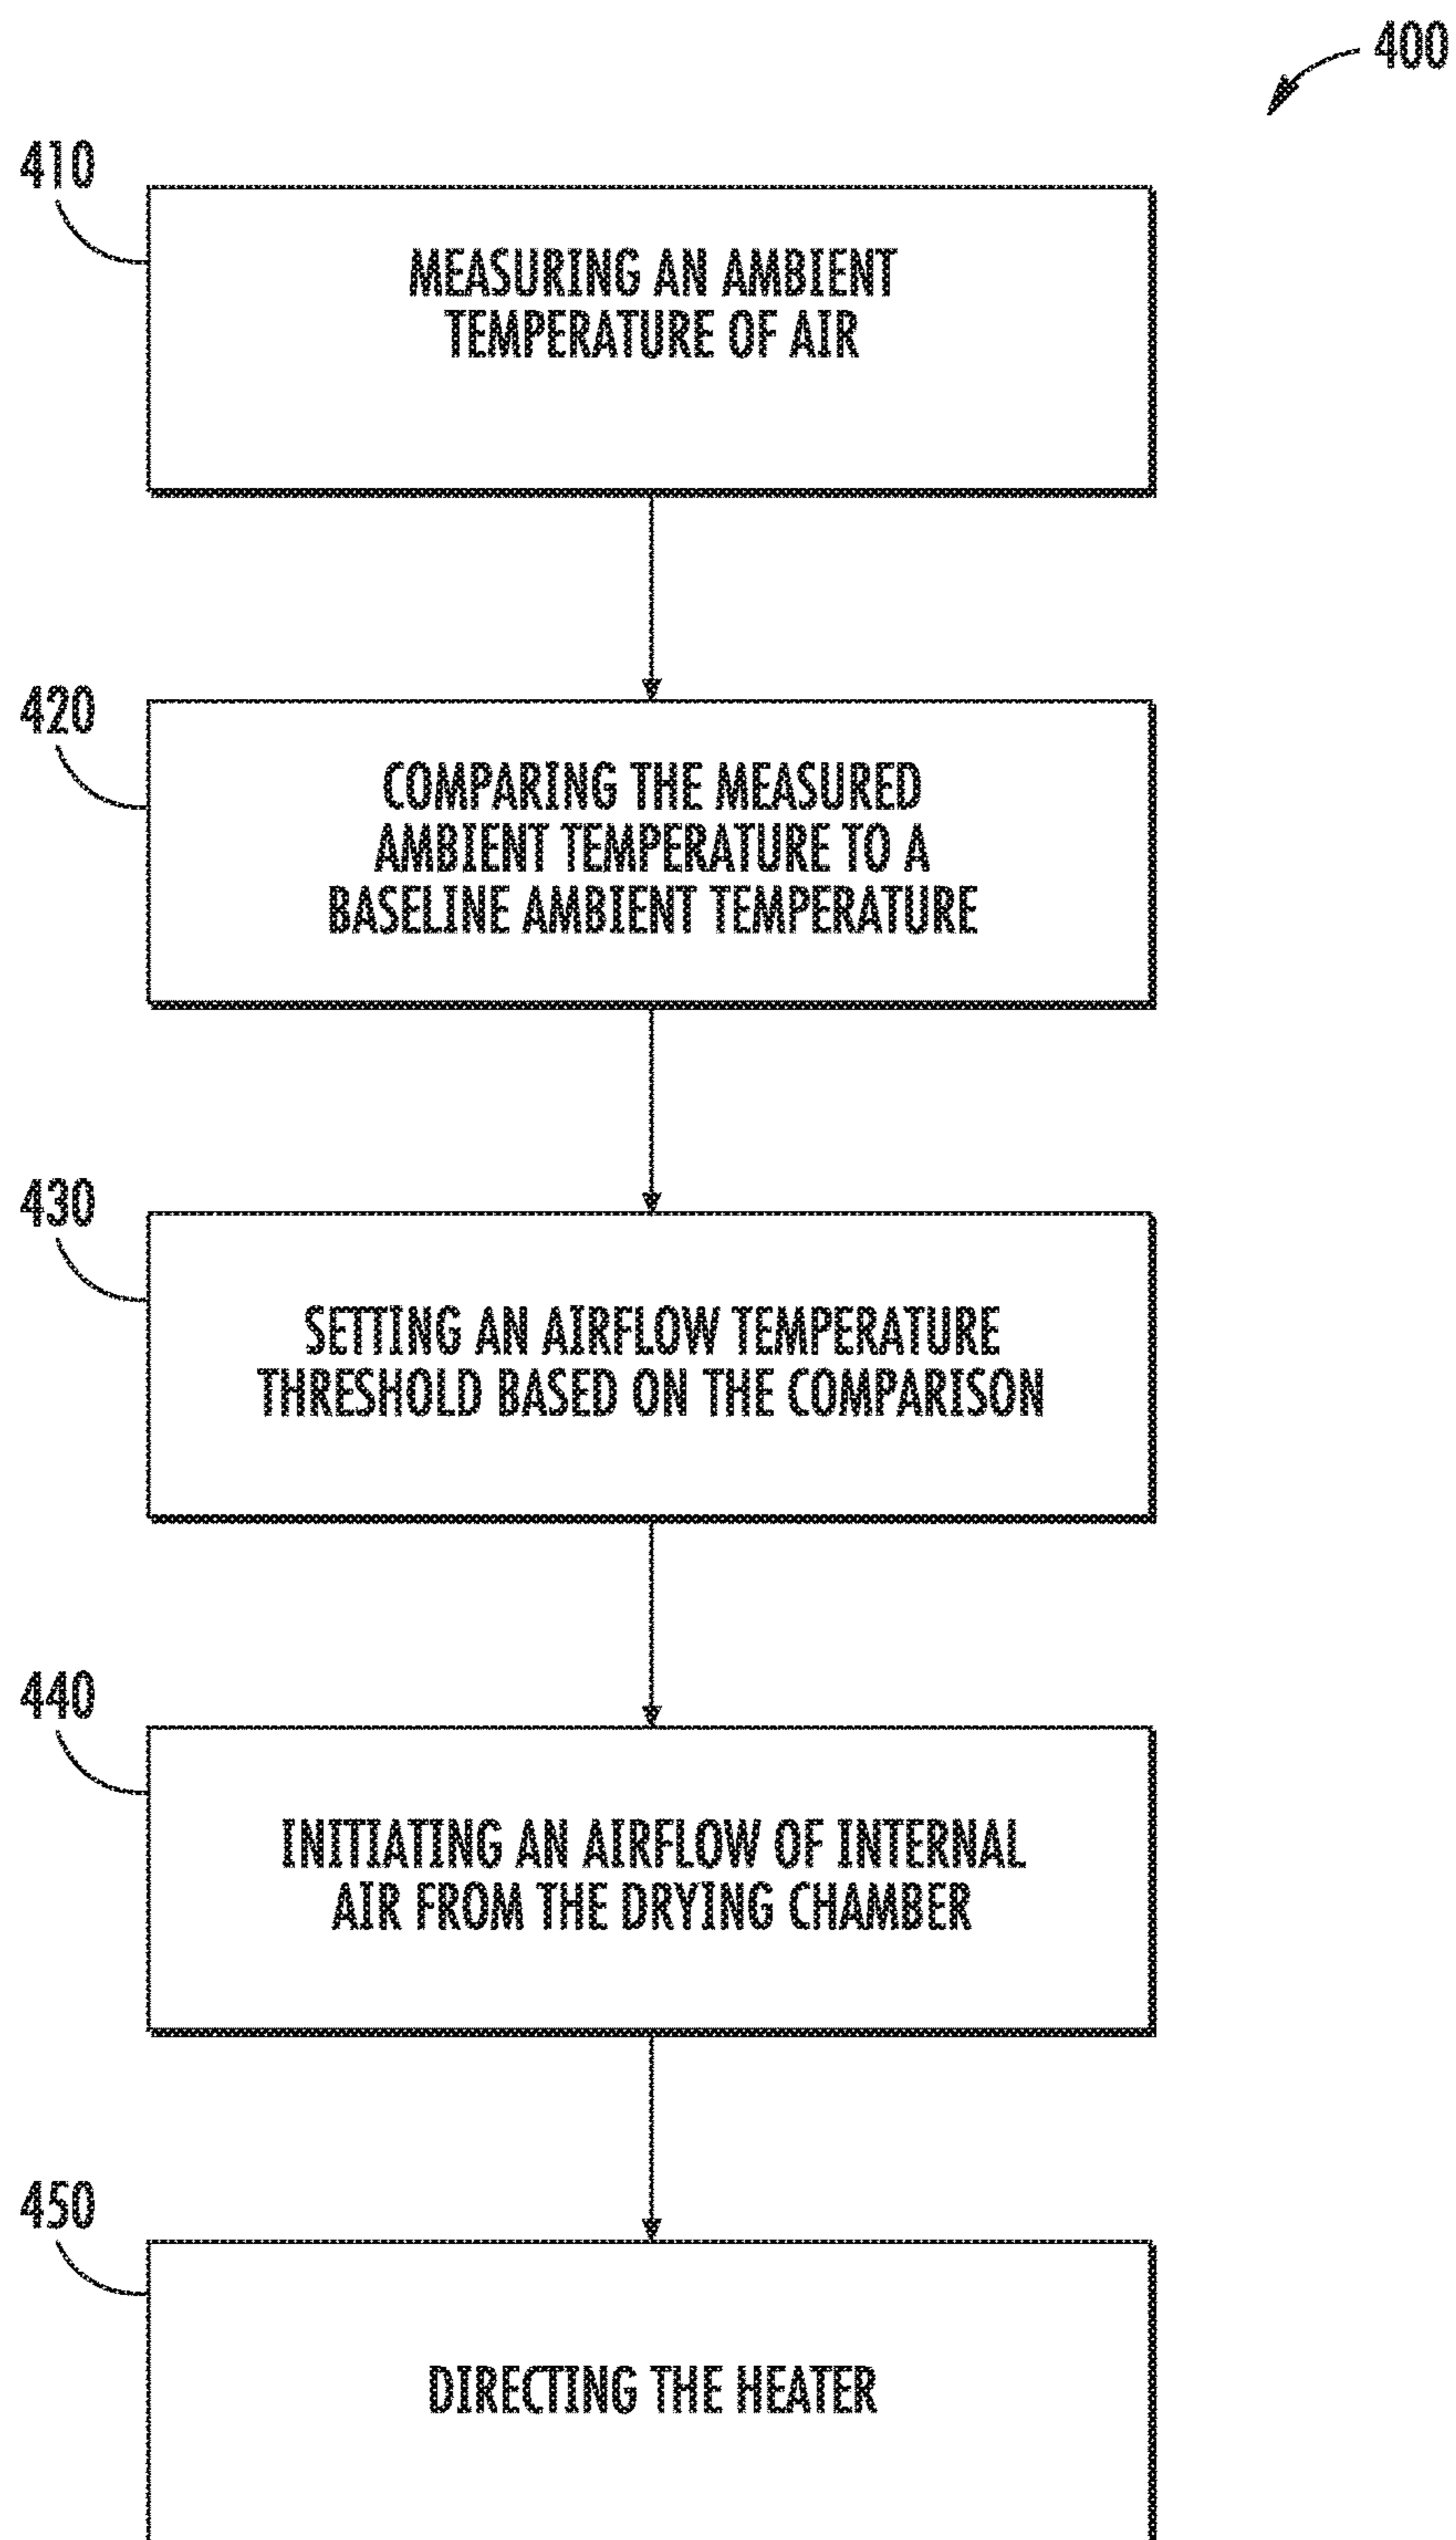 400
410
MEASURING AN AMBIENT
TEMPERATURE OF AIR
420
COMPARING THE MEASURED
AMBIENT TEMPERATURE TO A
BASELINE AMBIENT TEMPERATURE
430
SETTING AN AIRFLOW TEMPERATURE
THRESHOLD BASED ON THE COMPARISON
440
INITIATING AN AIRFLOW OF INTERNAL
AIR FROM THE DRYING CHAMBER
450
DIRECTING THE HEATER